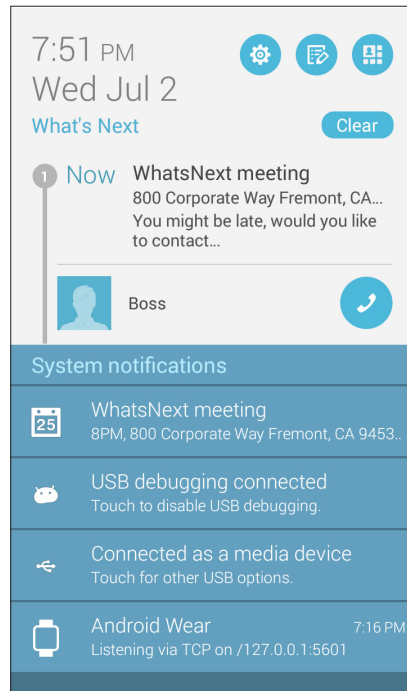 7:51 PM
Wed Jul 2
What's Next
Clear
1 Now WhatsNext meeting
800 Corporate Way Fremont, CA...
You might be late, would you like
to contact...
Boss
System notifications
25
WhatsNext meeting
8PM, 800 Corporate Way Fremont, CA 9453..
USB debugging connected
Touch to disable USB debugging.
Connected as a media device
Touch for other USB options.
Android Wear 7:16 PM
Listening via TCP on /127.0.0.1:5601